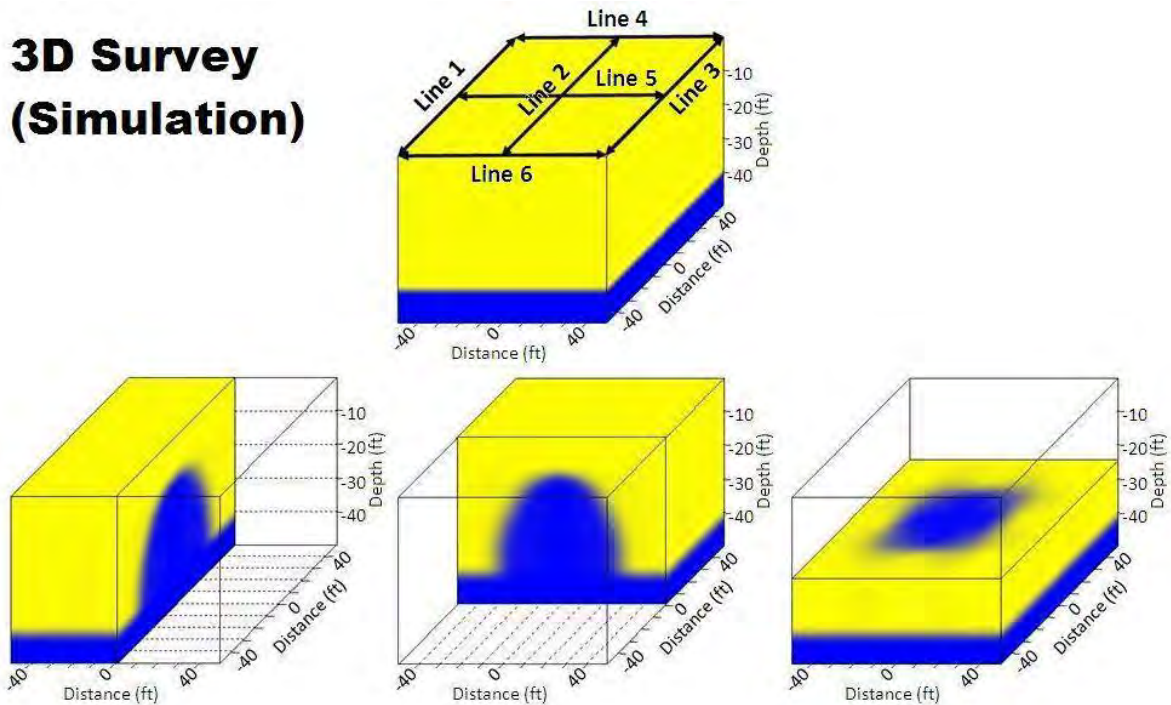 3D Survey
(Simulation)
Line 4
Line 1
Line 2
Line 5
Line 3
Line 6
-10
-20
-30
-40
Depth (ft)
40
0
-40
Distance (ft)
-40
0
40
Distance (ft)
-10
-20
-30
-40
Depth (ft)
40
0
-40
Distance (ft)
-40
0
Distance (ft)
-10
-20
-30
-40
Depth (ft)
40
0
-40
Distance (ft)
-40
0
40
Distance (ft)
-10
-20
-30
-40
Depth (ft)
40
0
-40
Distance (ft)
-40
0
40
Distance (ft)